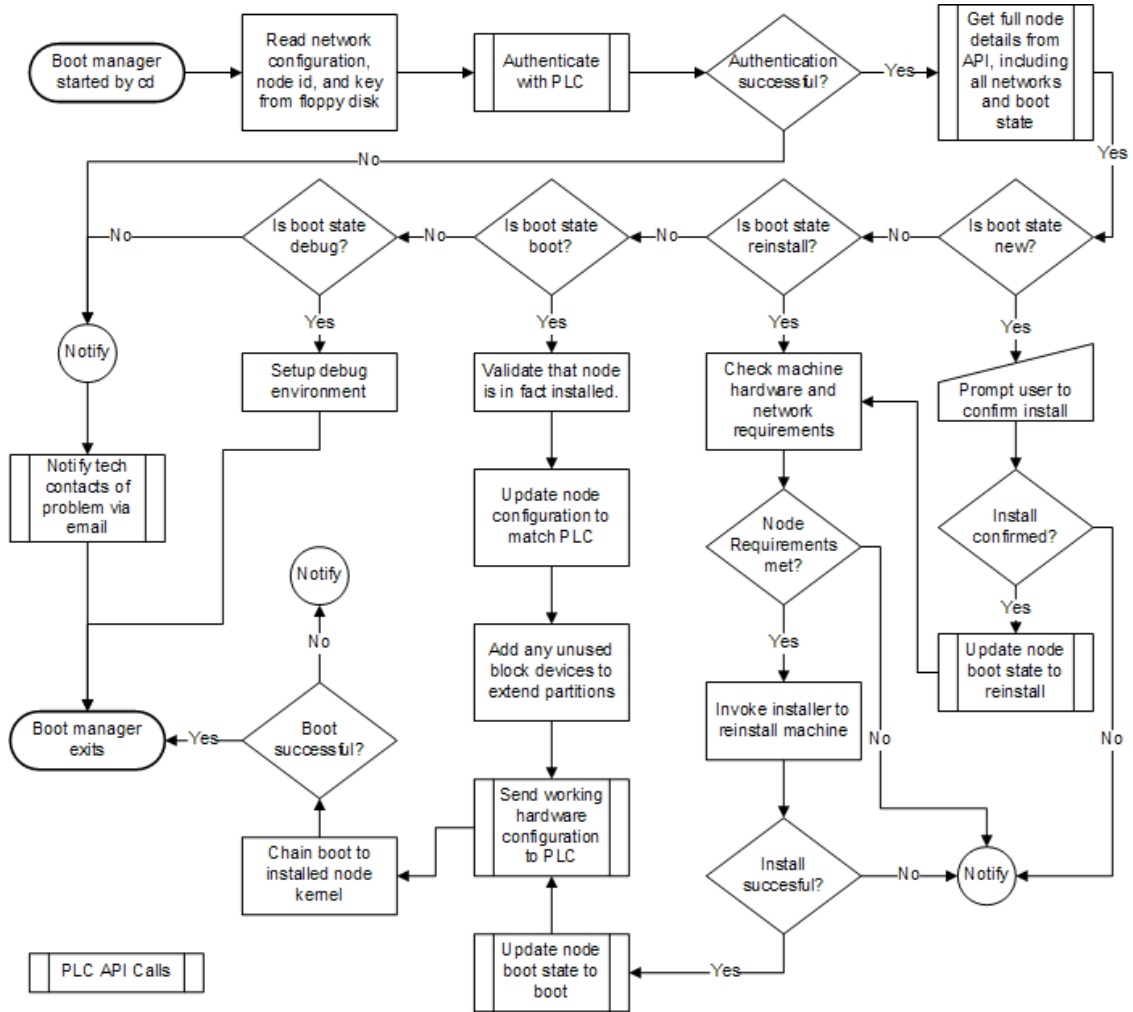 Boot manager
started by cd
Read network
configuration,
node id, and key
from floppy disk
Authenticate
with PLC
Authentication
successful?
Yes
Get full node
details from
API, including
all networks
and boot
state
Yes
No
Is boot state
debug?
No
Is boot state
boot?
No
Is boot state
reinstall?
No
Is boot state
new?
No
Yes
Yes
Yes
Yes
Notify
Setup debug
environment
Validate that node
is in fact installed.
Check machine
hardware and
network
requirements
Prompt user to
confirm install
Notify tech
contacts of
problem via
email
Update node
configuration to
match PLC
Node
Requirements
met?
Install
confirmed?
Notify
No
Yes
Yes
Add any unused
block devices to
extend partitions
Update node
boot state to
reinstall
Boot manager
exits
Yes
Boot
successful?
Invoke installer to
reinstall machine
No
No
Send working
hardware
configuration
to PLC
Chain boot to
installed node
kernel
Install
succesful?
No
Notify
Update node
boot state to
boot
Yes
PLC API Calls